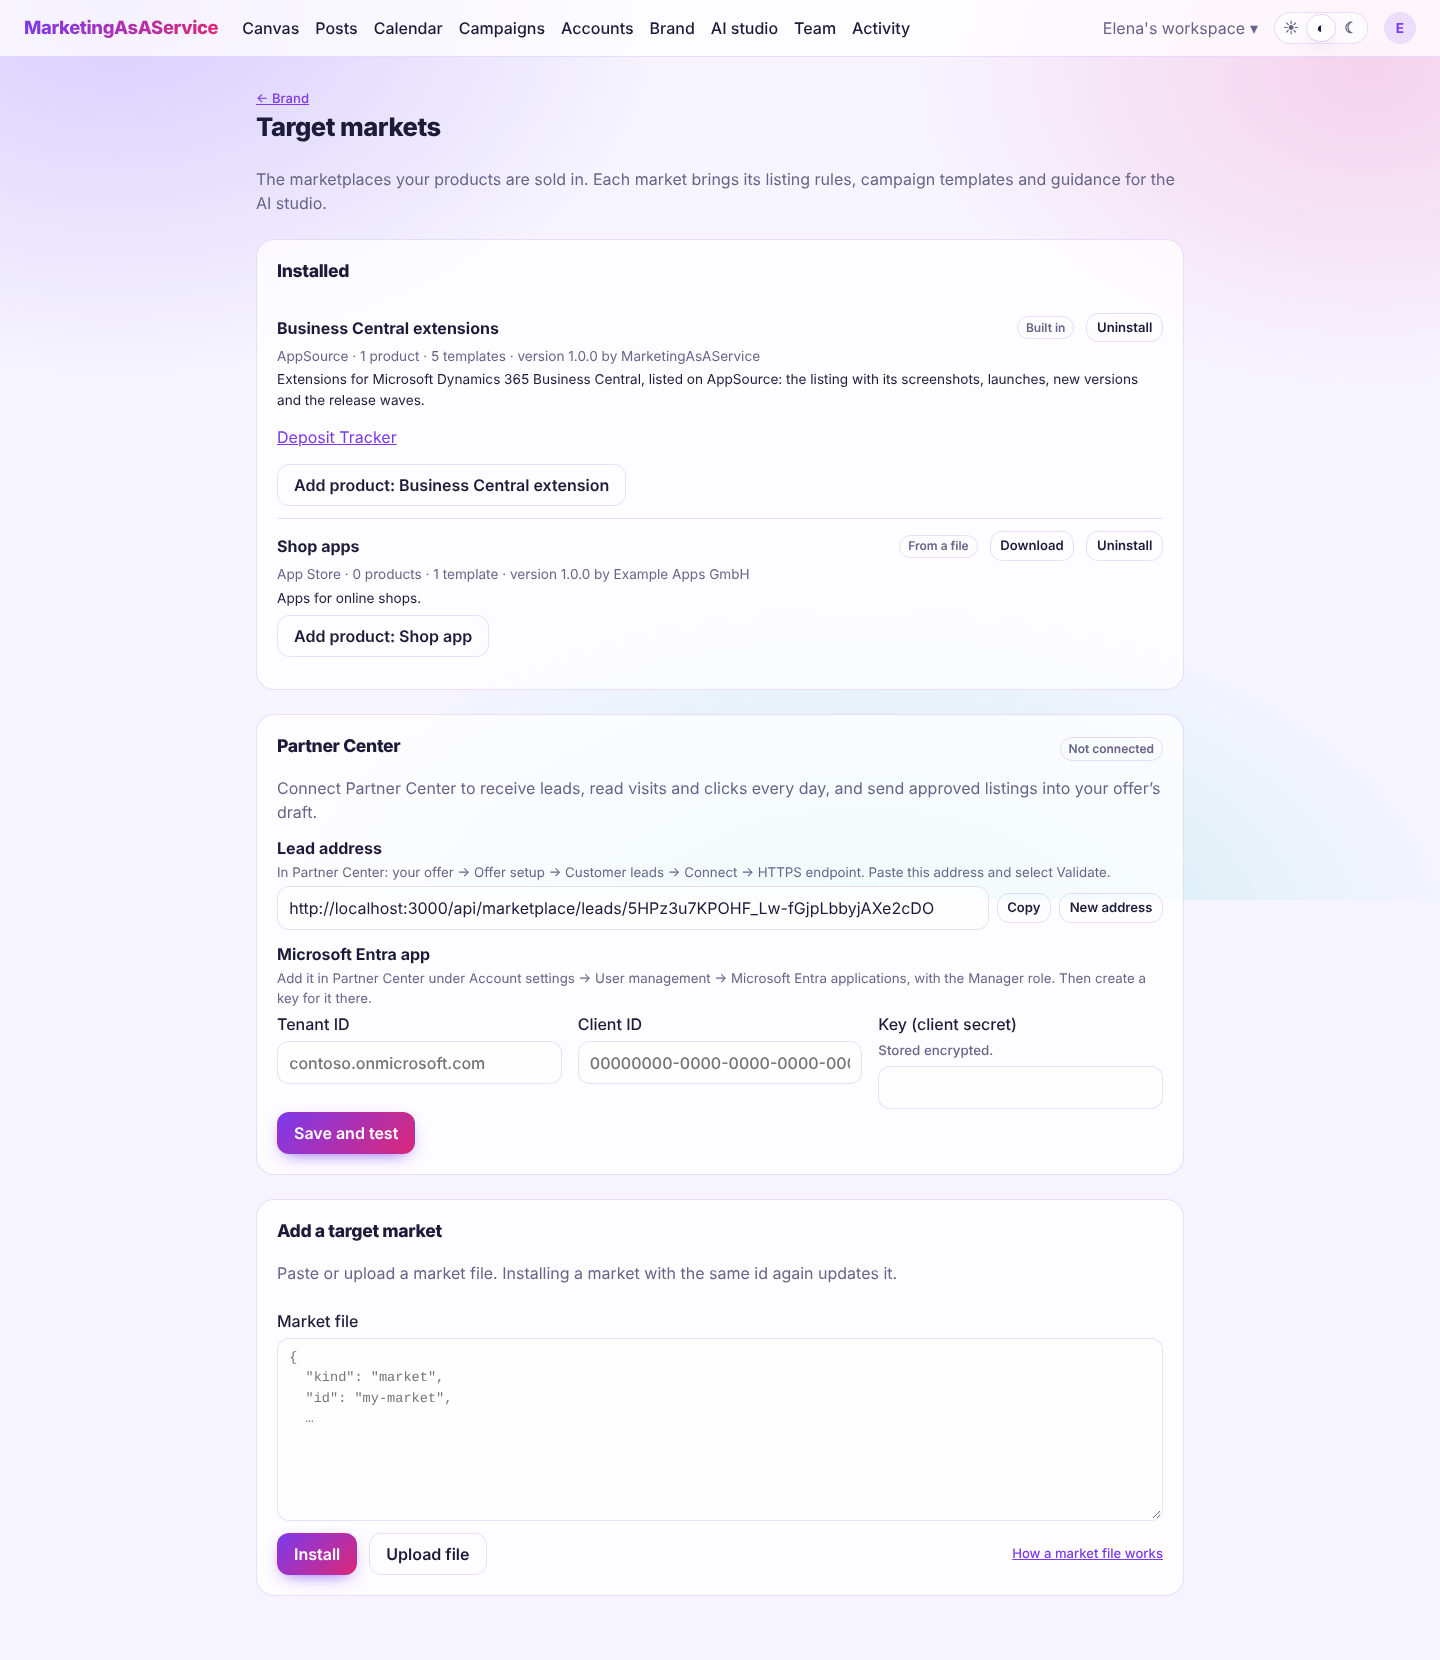 MarketingAsAService Canvas Posts Calendar Campaigns Accounts Brand AI studio Team Activity Elena's workspace ▾ E
← Brand
Target markets
The marketplaces your products are sold in. Each market brings its listing rules, campaign templates and guidance for the
AI studio.
Installed
Business Central extensions Built in Uninstall
AppSource · 1 product · 5 templates · version 1.0.0 by MarketingAsAService
Extensions for Microsoft Dynamics 365 Business Central, listed on AppSource: the listing with its screenshots, launches, new versions
and the release waves.
Deposit Tracker
Add product: Business Central extension
Shop apps From a file Download Uninstall
App Store · 0 products · 1 template · version 1.0.0 by Example Apps GmbH
Apps for online shops.
Add product: Shop app
Partner Center Not connected
Connect Partner Center to receive leads, read visits and clicks every day, and send approved listings into your offer’s
draft.
Lead address
In Partner Center: your offer → Offer setup → Customer leads → Connect → HTTPS endpoint. Paste this address and select Validate.
http://localhost:3000/api/marketplace/leads/5HPz3u7KPOHF_Lw-fGjpLbbyjAXe2cDO Copy New address
Microsoft Entra app
Add it in Partner Center under Account settings → User management → Microsoft Entra applications, with the Manager role. Then create a
key for it there.
Tenant ID Client ID Key (client secret)
Stored encrypted.
contoso.onmicrosoft.com 00000000-0000-0000-0000-000
Save and test
Add a target market
Paste or upload a market file. Installing a market with the same id again updates it.
Market file
{
"kind": "market",
"id": "my-market",
…
Install Upload file How a market file works